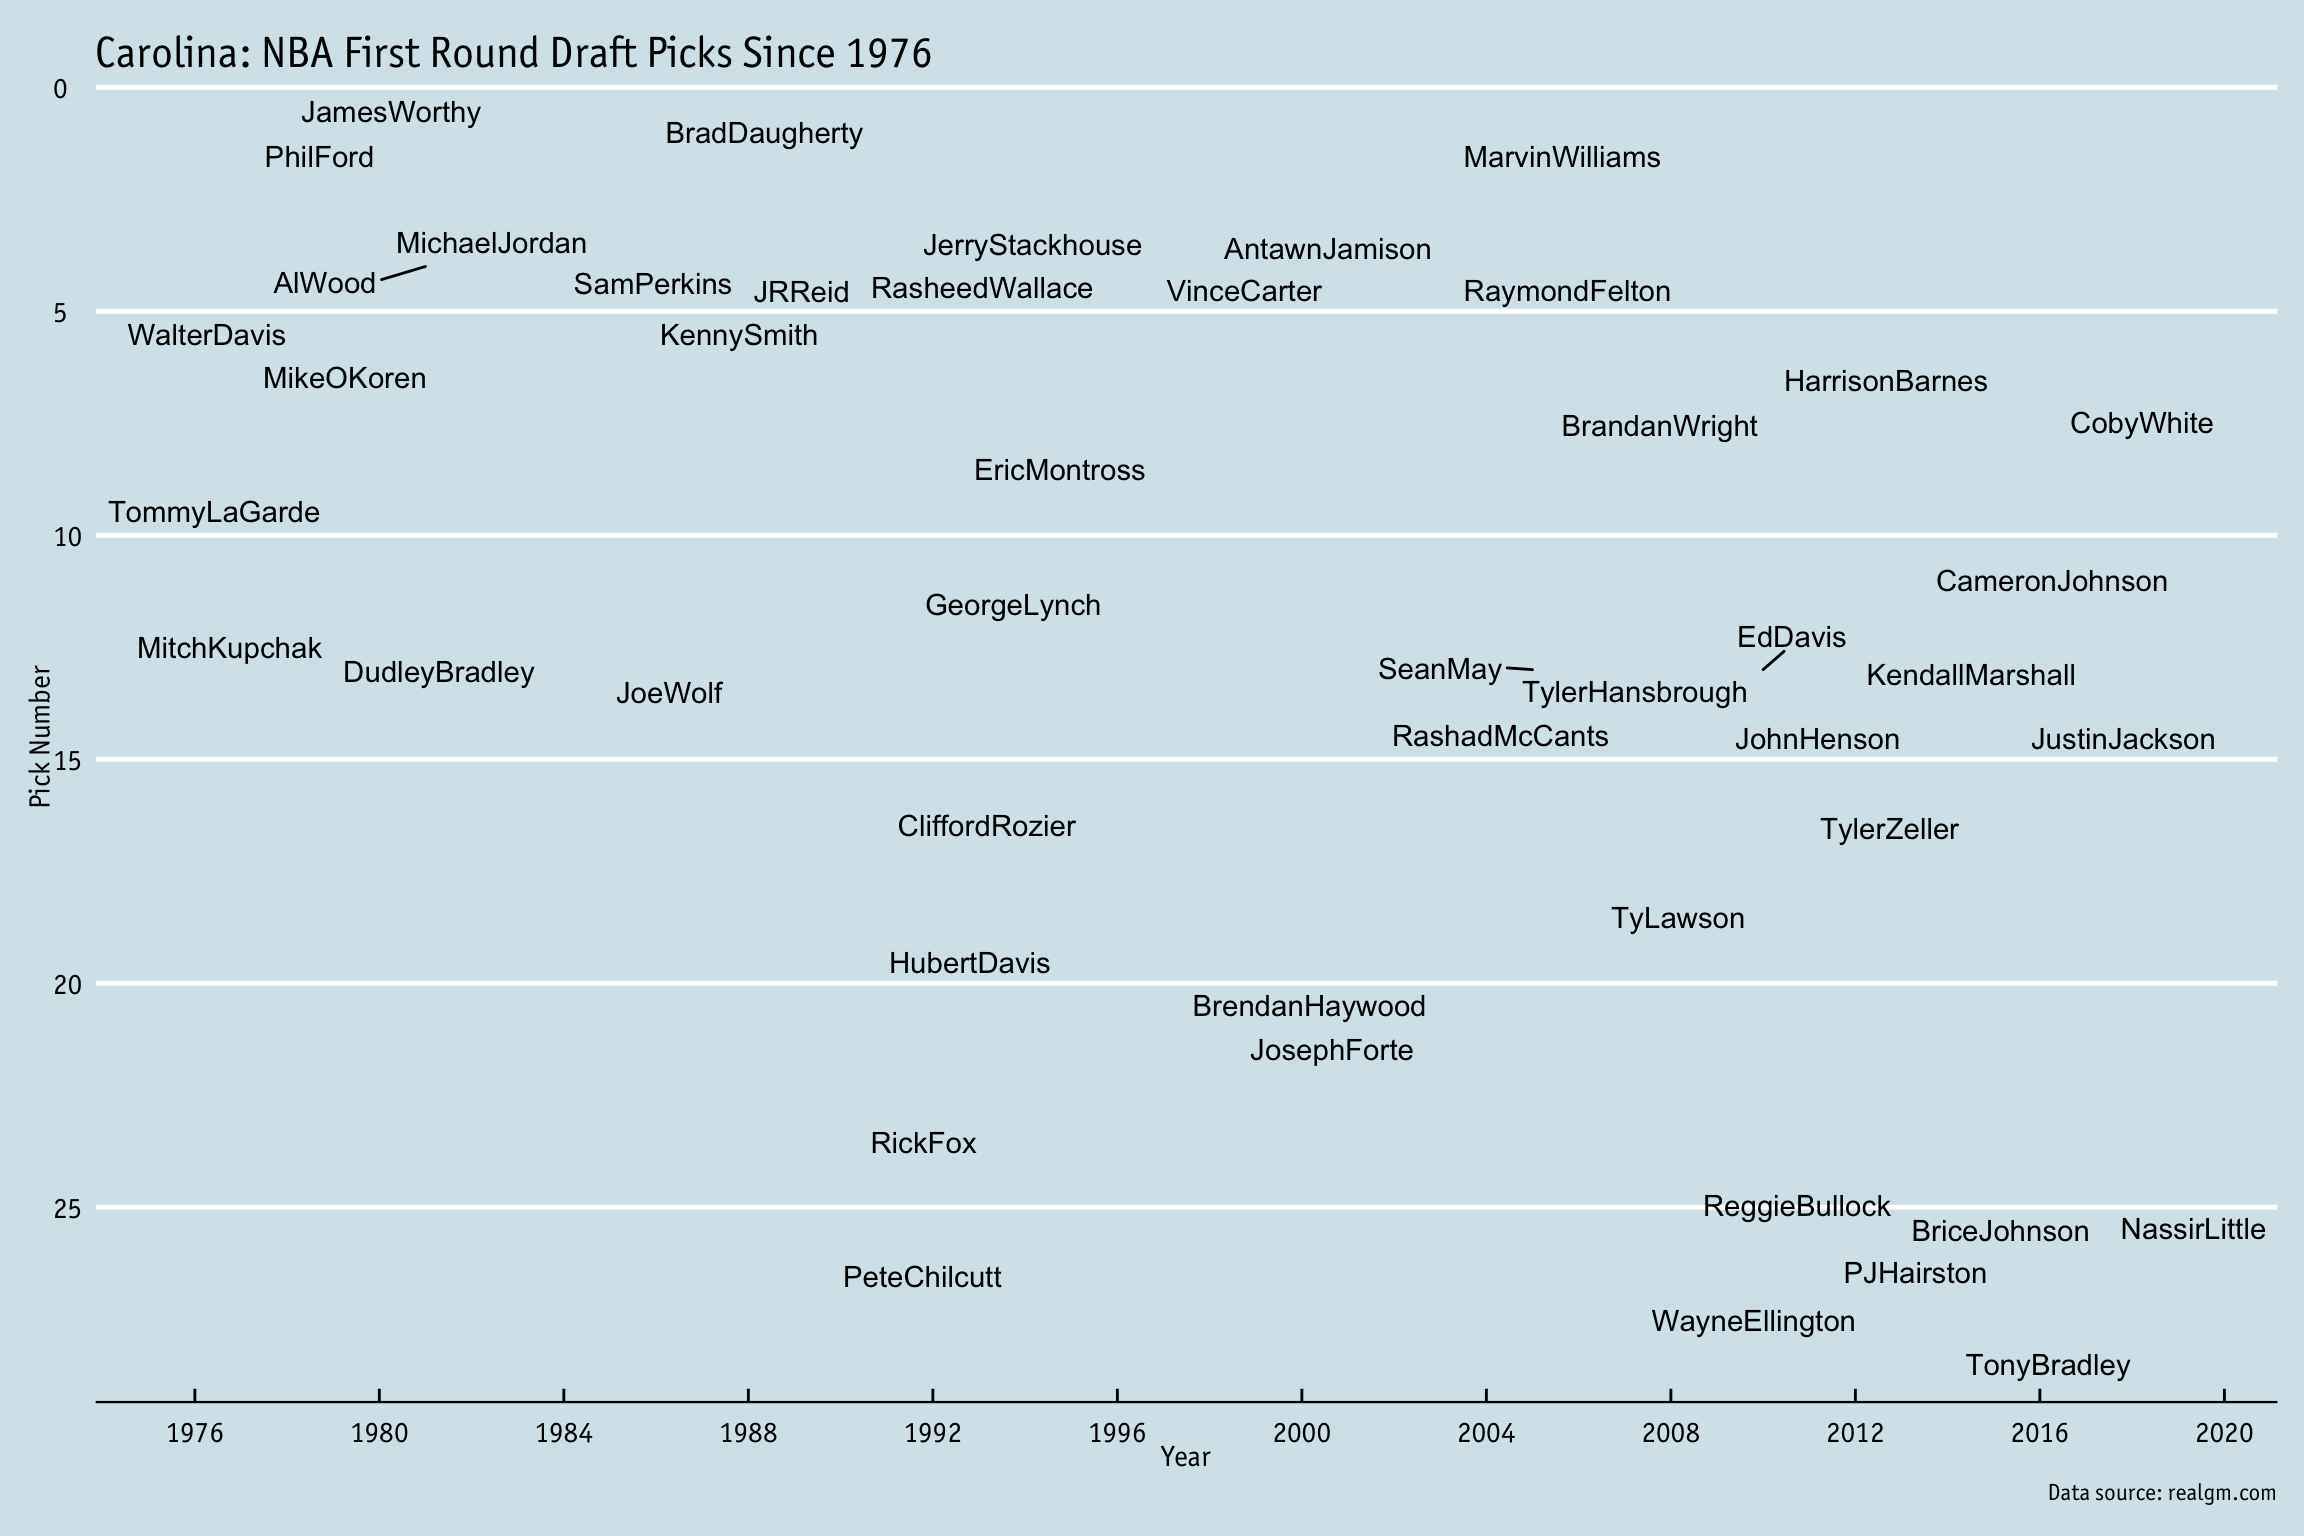 Carolina: NBA First Round Draft Picks Since 1976
0
JamesWorthy
BradDaugherty
PhilFord
MarvinWilliams
MichaelJordan
JerryStackhouse
AntawnJamison
AlWood
SamPerkins
JRReid
RasheedWallace
VinceCarter
RaymondFelton
5
WalterDavis
KennySmith
MikeOKoren
HarrisonBarnes
BrandanWright
CobyWhite
EricMontross
TommyLaGarde
10
CameronJohnson
GeorgeLynch
MitchKupchak
EdDavis
DudleyBradley
SeanMay
KendallMarshall
JoeWolf
TylerHansbrough
RashadMcCants
JohnHenson
JustinJackson
Pick Number
15
CliffordRozier
TylerZeller
TyLawson
HubertDavis
20
BrendanHaywood
JosephForte
RickFox
25
ReggieBullock
BriceJohnson
NassirLittle
PeteChilcutt
PJHairston
WayneEllington
TonyBradley
1976 1980 1984 1988 1992 1996 2000 2004 2008 2012 2016 2020
Year
Data source: realgm.com